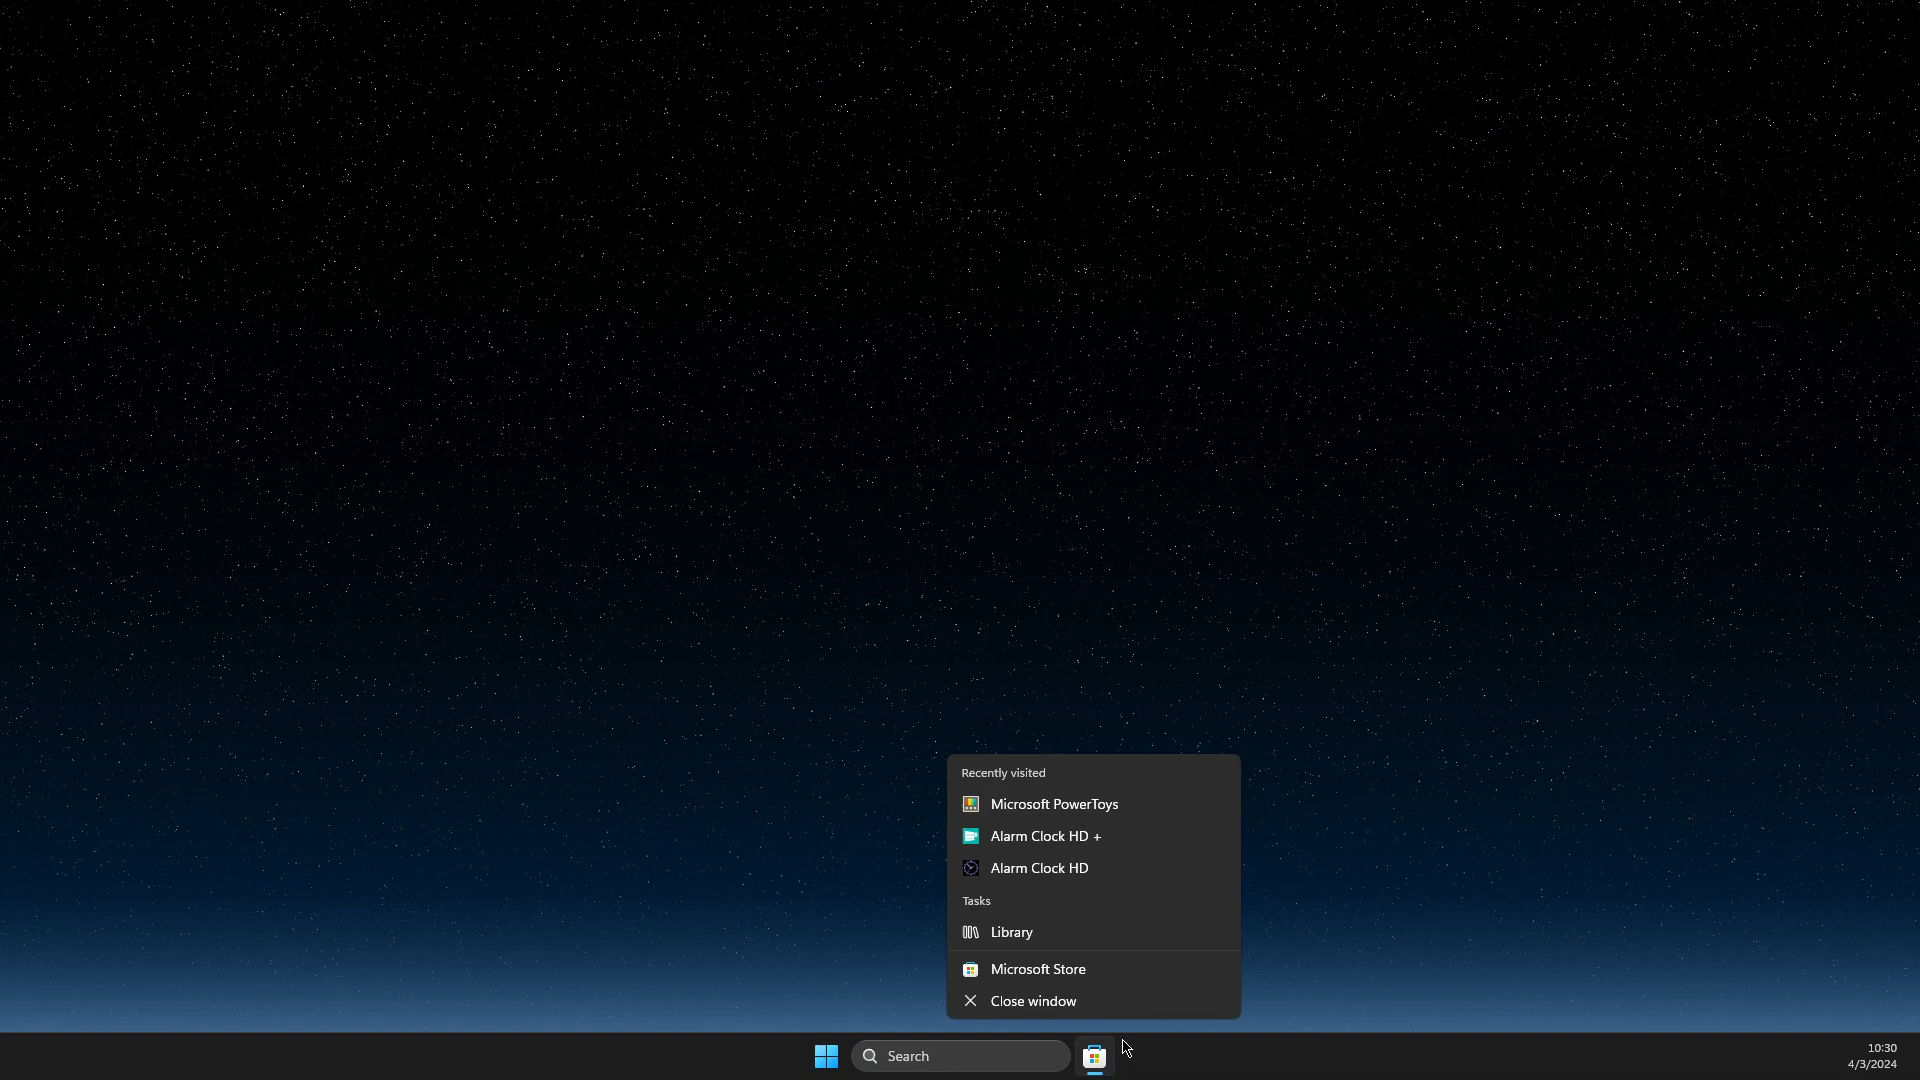 Recently visited
Microsoft PowerToys
Alarm Clock HD +
Alarm Clock HD
Tasks
Library
Microsoft Store
Close window
Search
10:30
4/3/2024